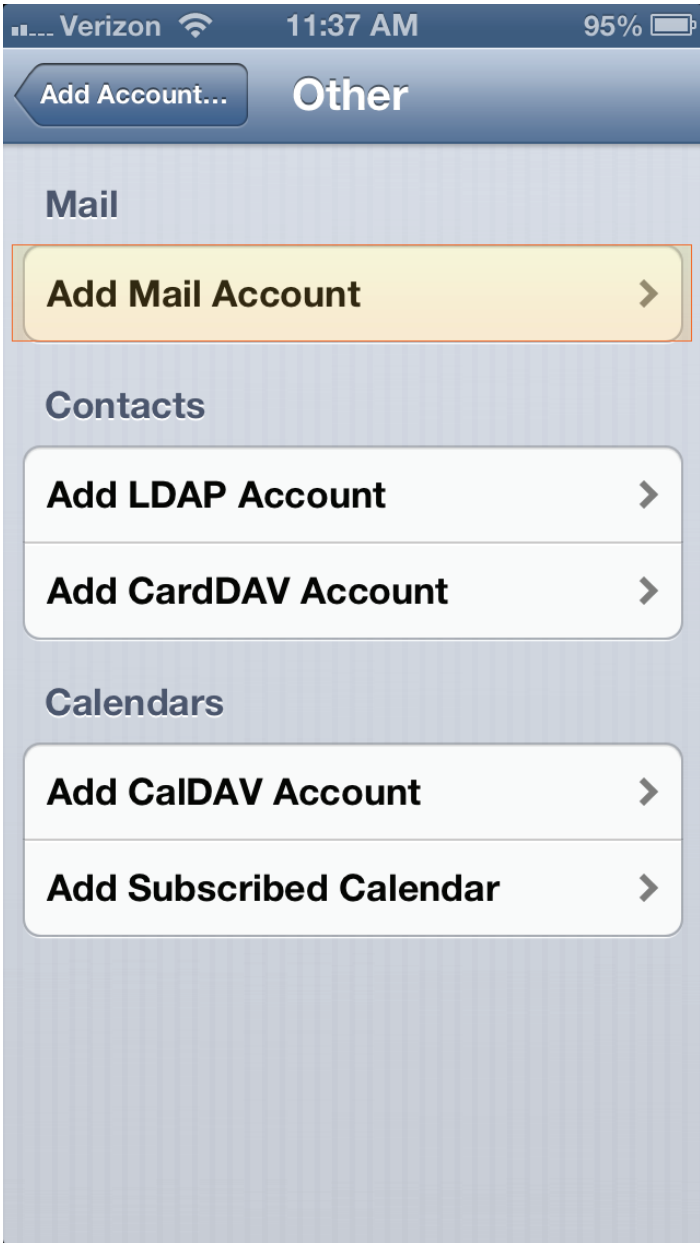 Verizon 11:37 AM 95%
Add Account... Other
Mail
Add Mail Account
Contacts
Add LDAP Account
Add CardDAV Account
Calendars
Add CalDAV Account
Add Subscribed Calendar